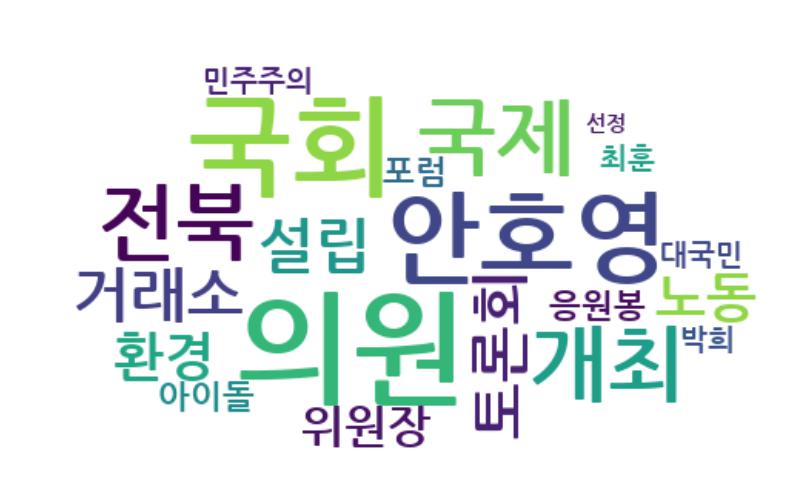 민주주의
국회
국제
선정
최훈
포럼
전북
설립
안호영
대국민
거래소
의원
토론회
응원봉
노동
환경
개최
박희
아이돌
위원장